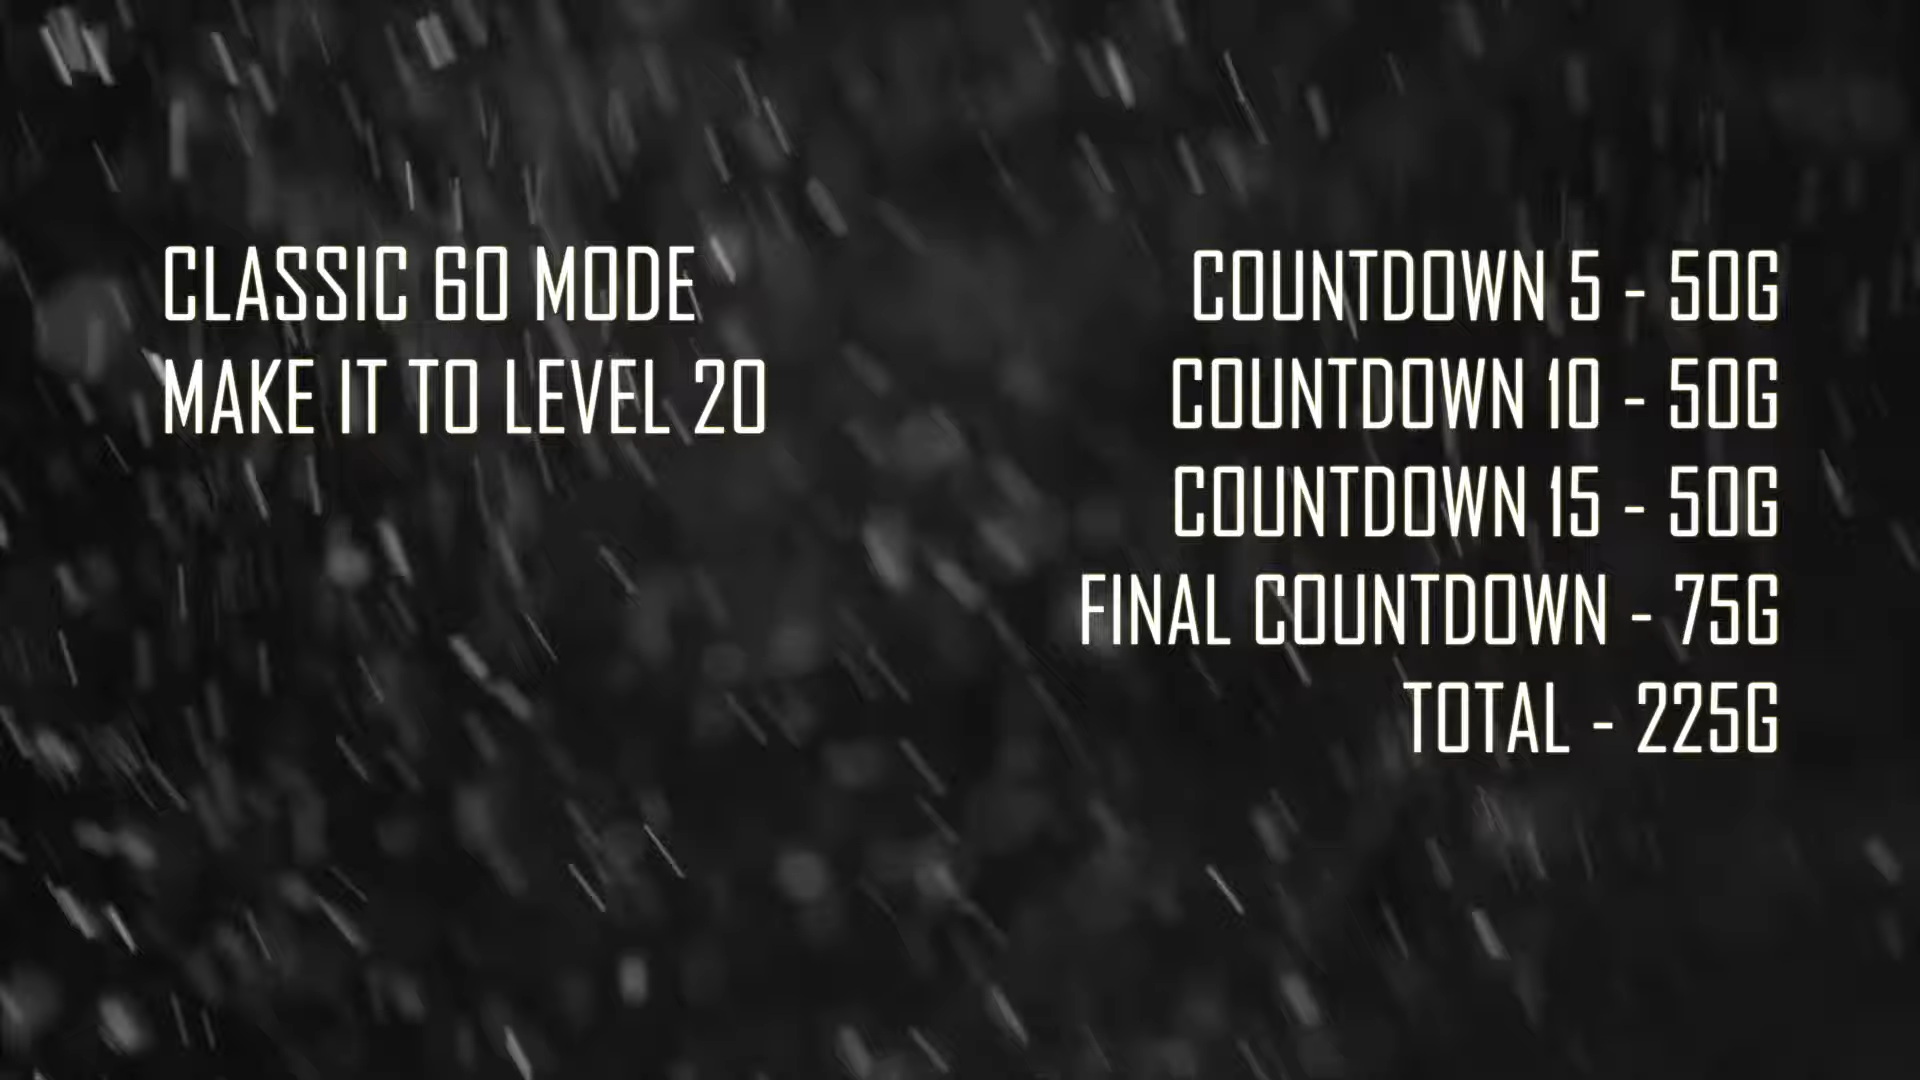 CLASSIC 60 MODE
MAKE IT TO LEVEL 20
COUNTDOWN 5 - 50G
COUNTDOWN 10 - 50G
COUNTDOWN 15 - 50G
FINAL COUNTDOWN - 75G
TOTAL - 225G